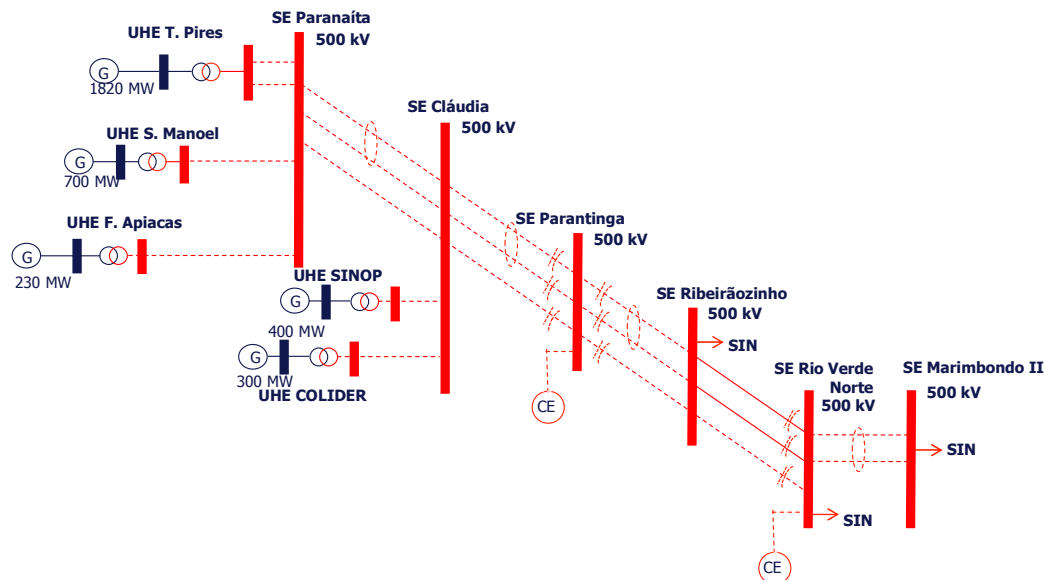 SE Paranaíta
500 kV
UHE T. Pires
G
1820 MW
SE Cláudia
500 kV
UHE S. Manoel
G
700 MW
SE Parantinga
500 kV
UHE F. Apiacas
G
230 MW
UHE SINOP
G
400 MW
SE Ribeirãozinho
500 kV
SIN
G
300 MW
UHE COLIDER
SE Rio Verde
Norte
500 kV
SE Marimbondo II
500 kV
CE
SIN
SIN
CE